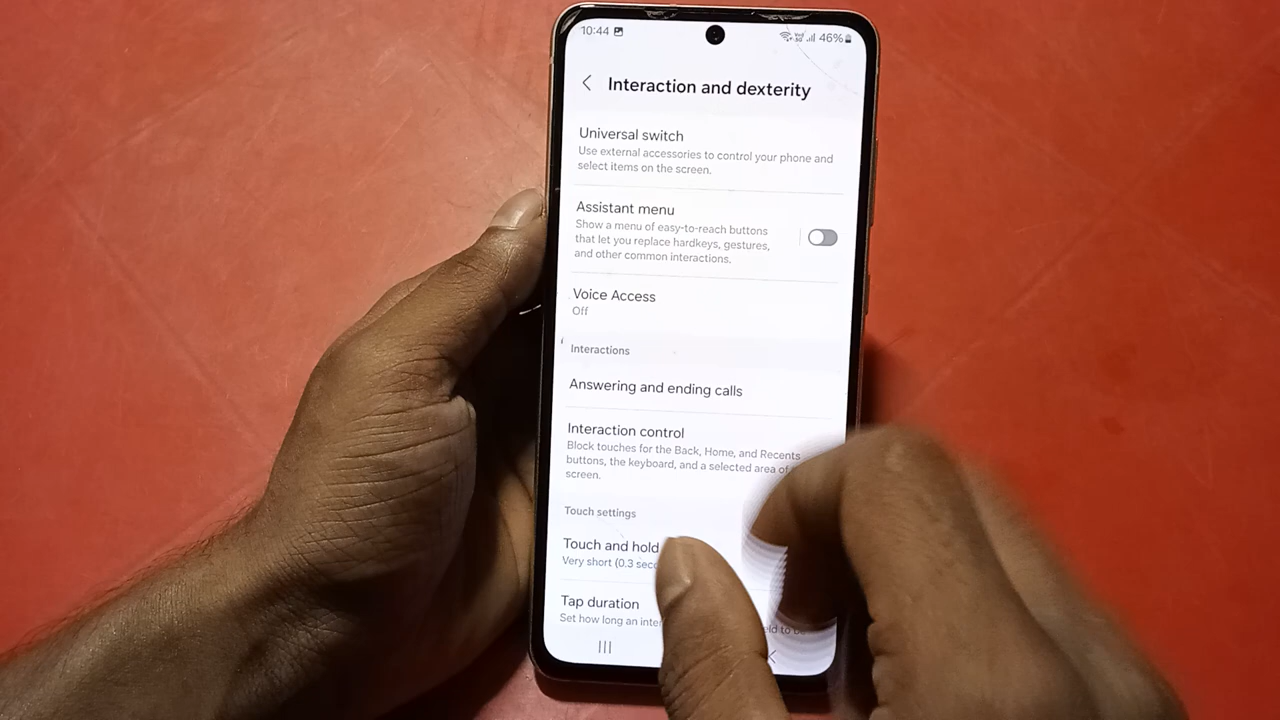 10:44 46%
Interaction and dexterity
Universal switch
Use external accessories to control your phone and
select items on the screen.
Assistant menu
Show a menu of easy-to-reach buttons
that let you replace hardkeys, gestures,
and other common interactions.
Voice Access
Off
Interactions
Answering and ending calls
Interaction control
Block touches for the Back, Home, and Recents
buttons, the keyboard, and a selected area of
screen.
Touch settings
Touch and hold
Very short (0.3
Tap duration
Set how long an to be